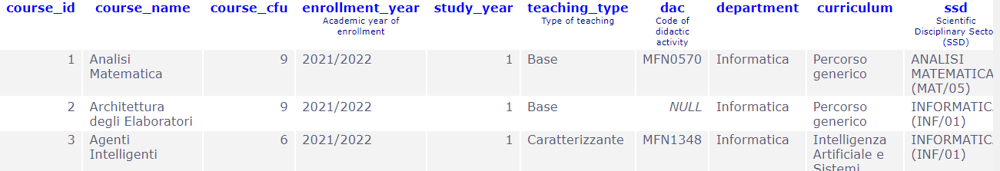 course_id course_name course_cfu enrollment_year study_year teaching_type dac department curriculum ssd
Academic year of enrollment Type of teaching Code of didactic activity Scientific Disciplinary Secto (SSD)
1 Analisi Matematica 9 2021/2022 1 Base MFN0570 Informatica Percorso generico ANALISI MATEMATICA (MAT/05)
2 Architettura degli Elaboratori 9 2021/2022 1 Base NULL Informatica Percorso generico INFORMATICA (INF/01)
3 Agenti Intelligenti 6 2021/2022 1 Caratterizzante MFN1348 Informatica Intelligenza Artificiale e Sistemi INFORMATICA (INF/01)